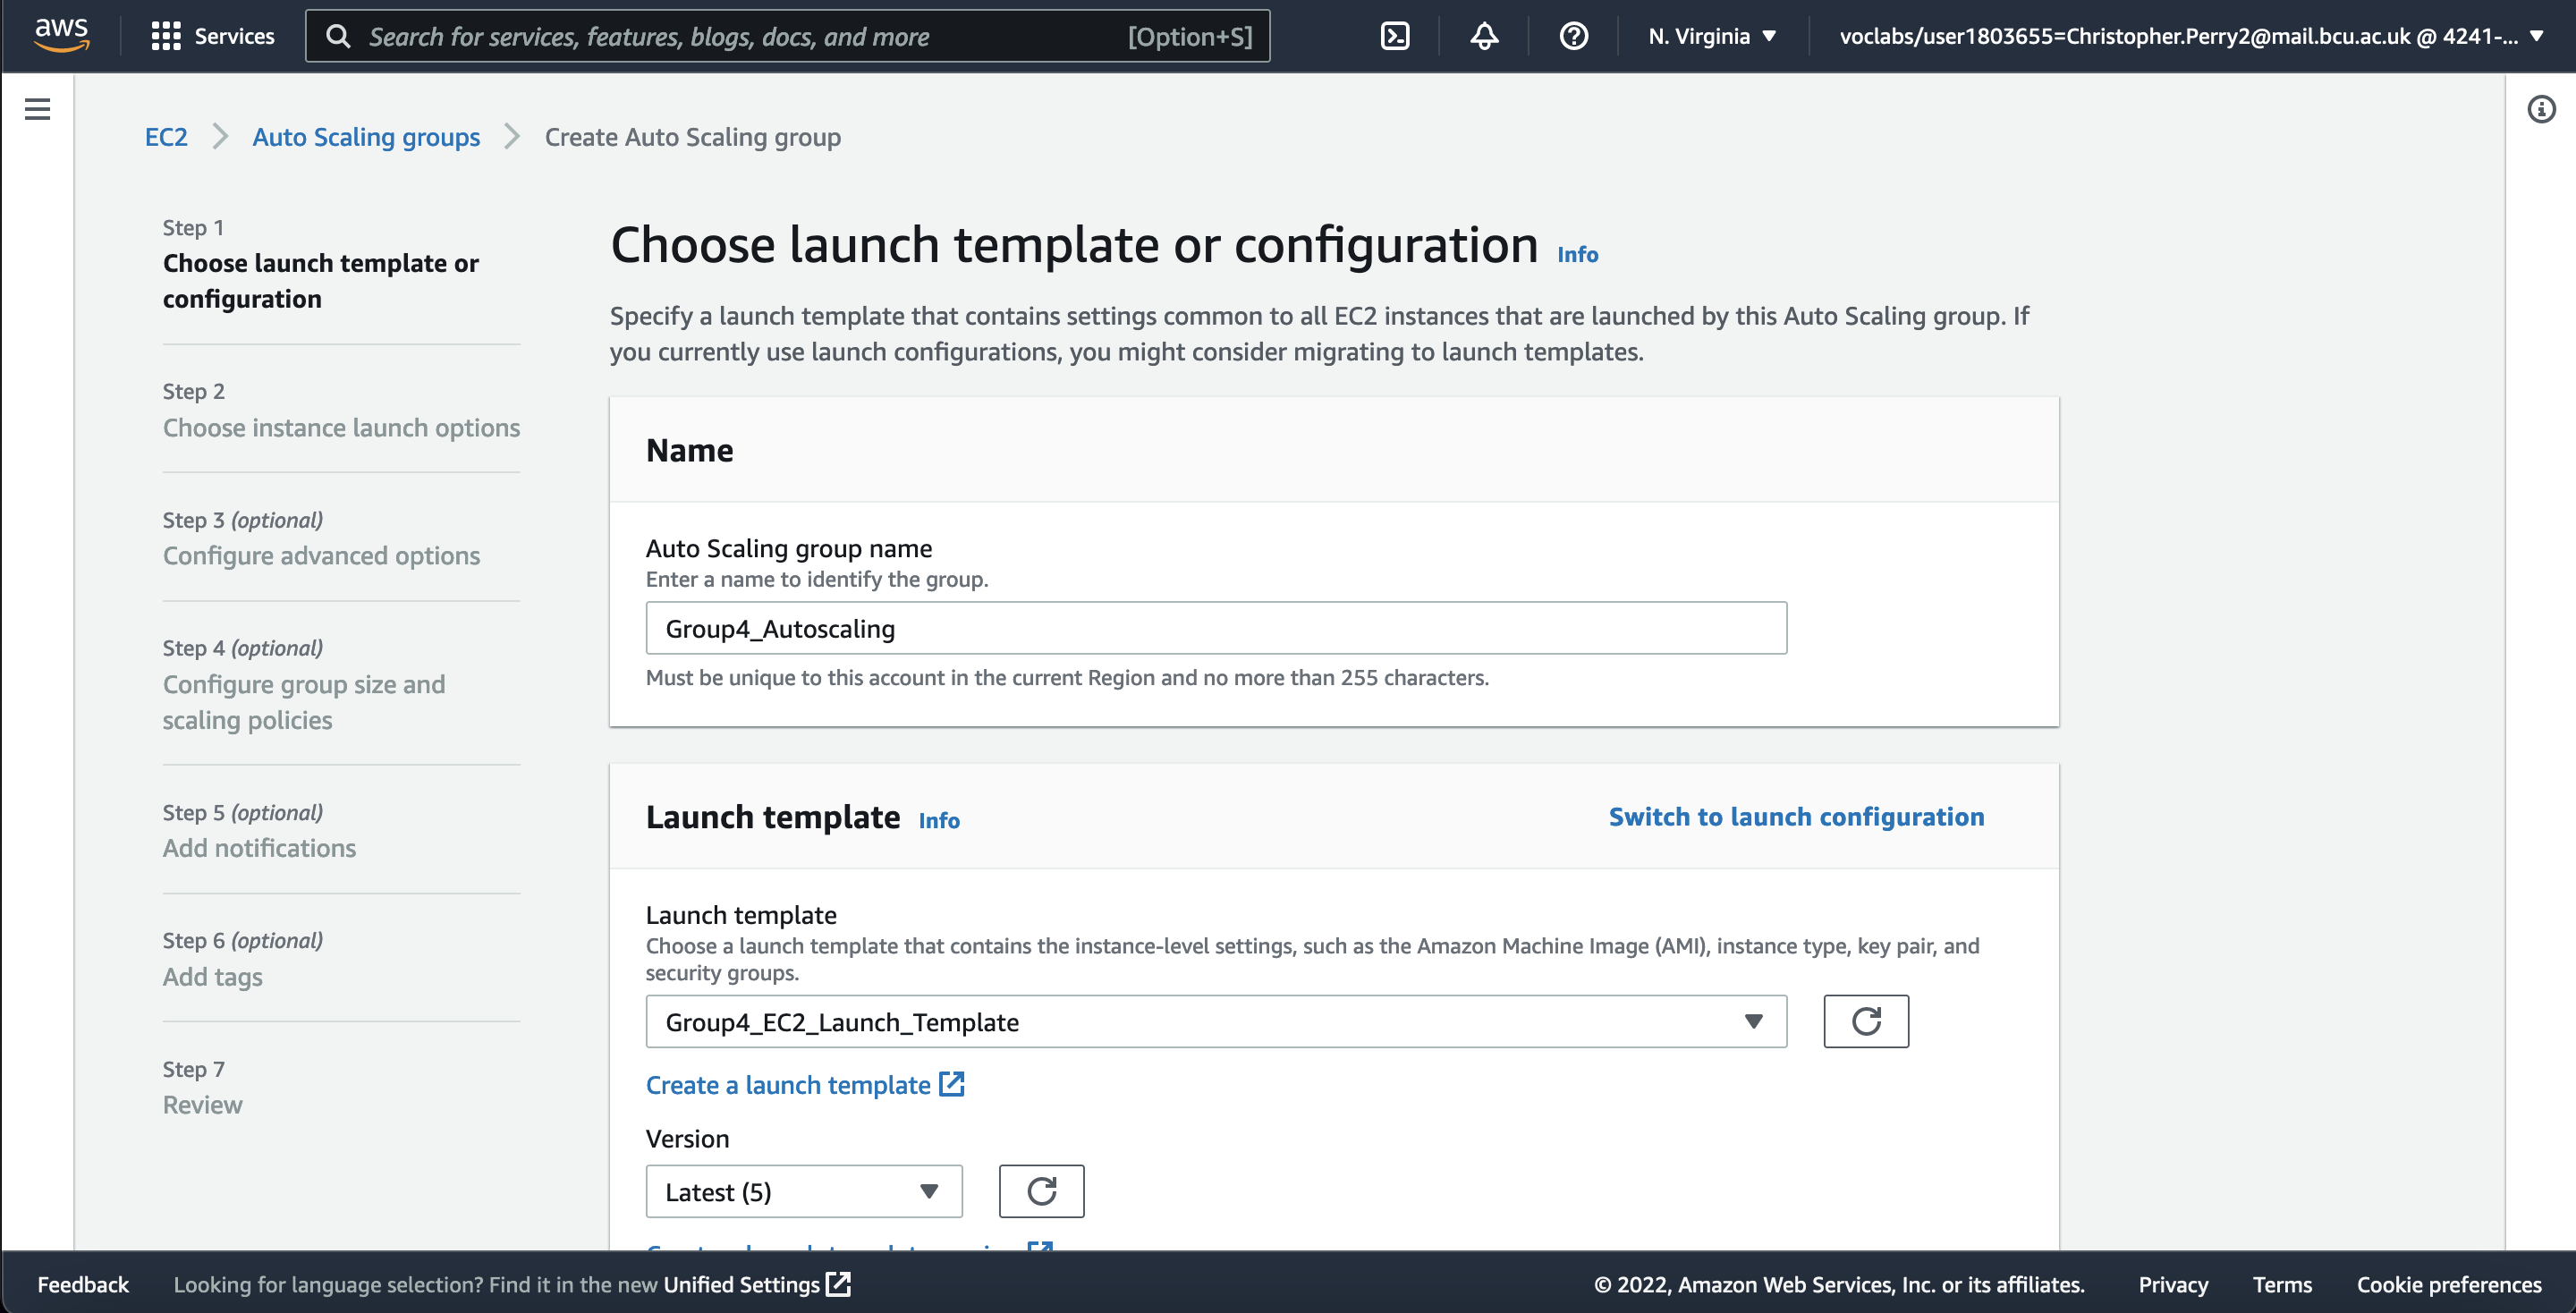 aws
Services
Search for services, features, blogs, docs, and more
[Option+S]
N. Virginia
voclabs/user1803655=Christopher.Perry2@mail.bcu.ac.uk @ 4241-...
EC2
Auto Scaling groups
Create Auto Scaling group
Step 1
Choose launch template or
configuration
Step 2
Choose instance launch options
Step 3 (optional)
Configure advanced options
Step 4 (optional)
Configure group size and
scaling policies
Step 5 (optional)
Add notifications
Step 6 (optional)
Add tags
Step 7
Review
Choose launch template or configuration Info
Specify a launch template that contains settings common to all EC2 instances that are launched by this Auto Scaling group. If
you currently use launch configurations, you might consider migrating to launch templates.
Name
Auto Scaling group name
Enter a name to identify the group.
Group4_Autoscaling
Must be unique to this account in the current Region and no more than 255 characters.
Launch template Info
Switch to launch configuration
Launch template
Choose a launch template that contains the instance-level settings, such as the Amazon Machine Image (AMI), instance type, key pair, and
security groups.
Group4_EC2_Launch_Template
Create a launch template
Version
Latest (5)
Feedback
Looking for language selection? Find it in the new Unified Settings
© 2022, Amazon Web Services, Inc. or its affiliates.
Privacy
Terms
Cookie preferences